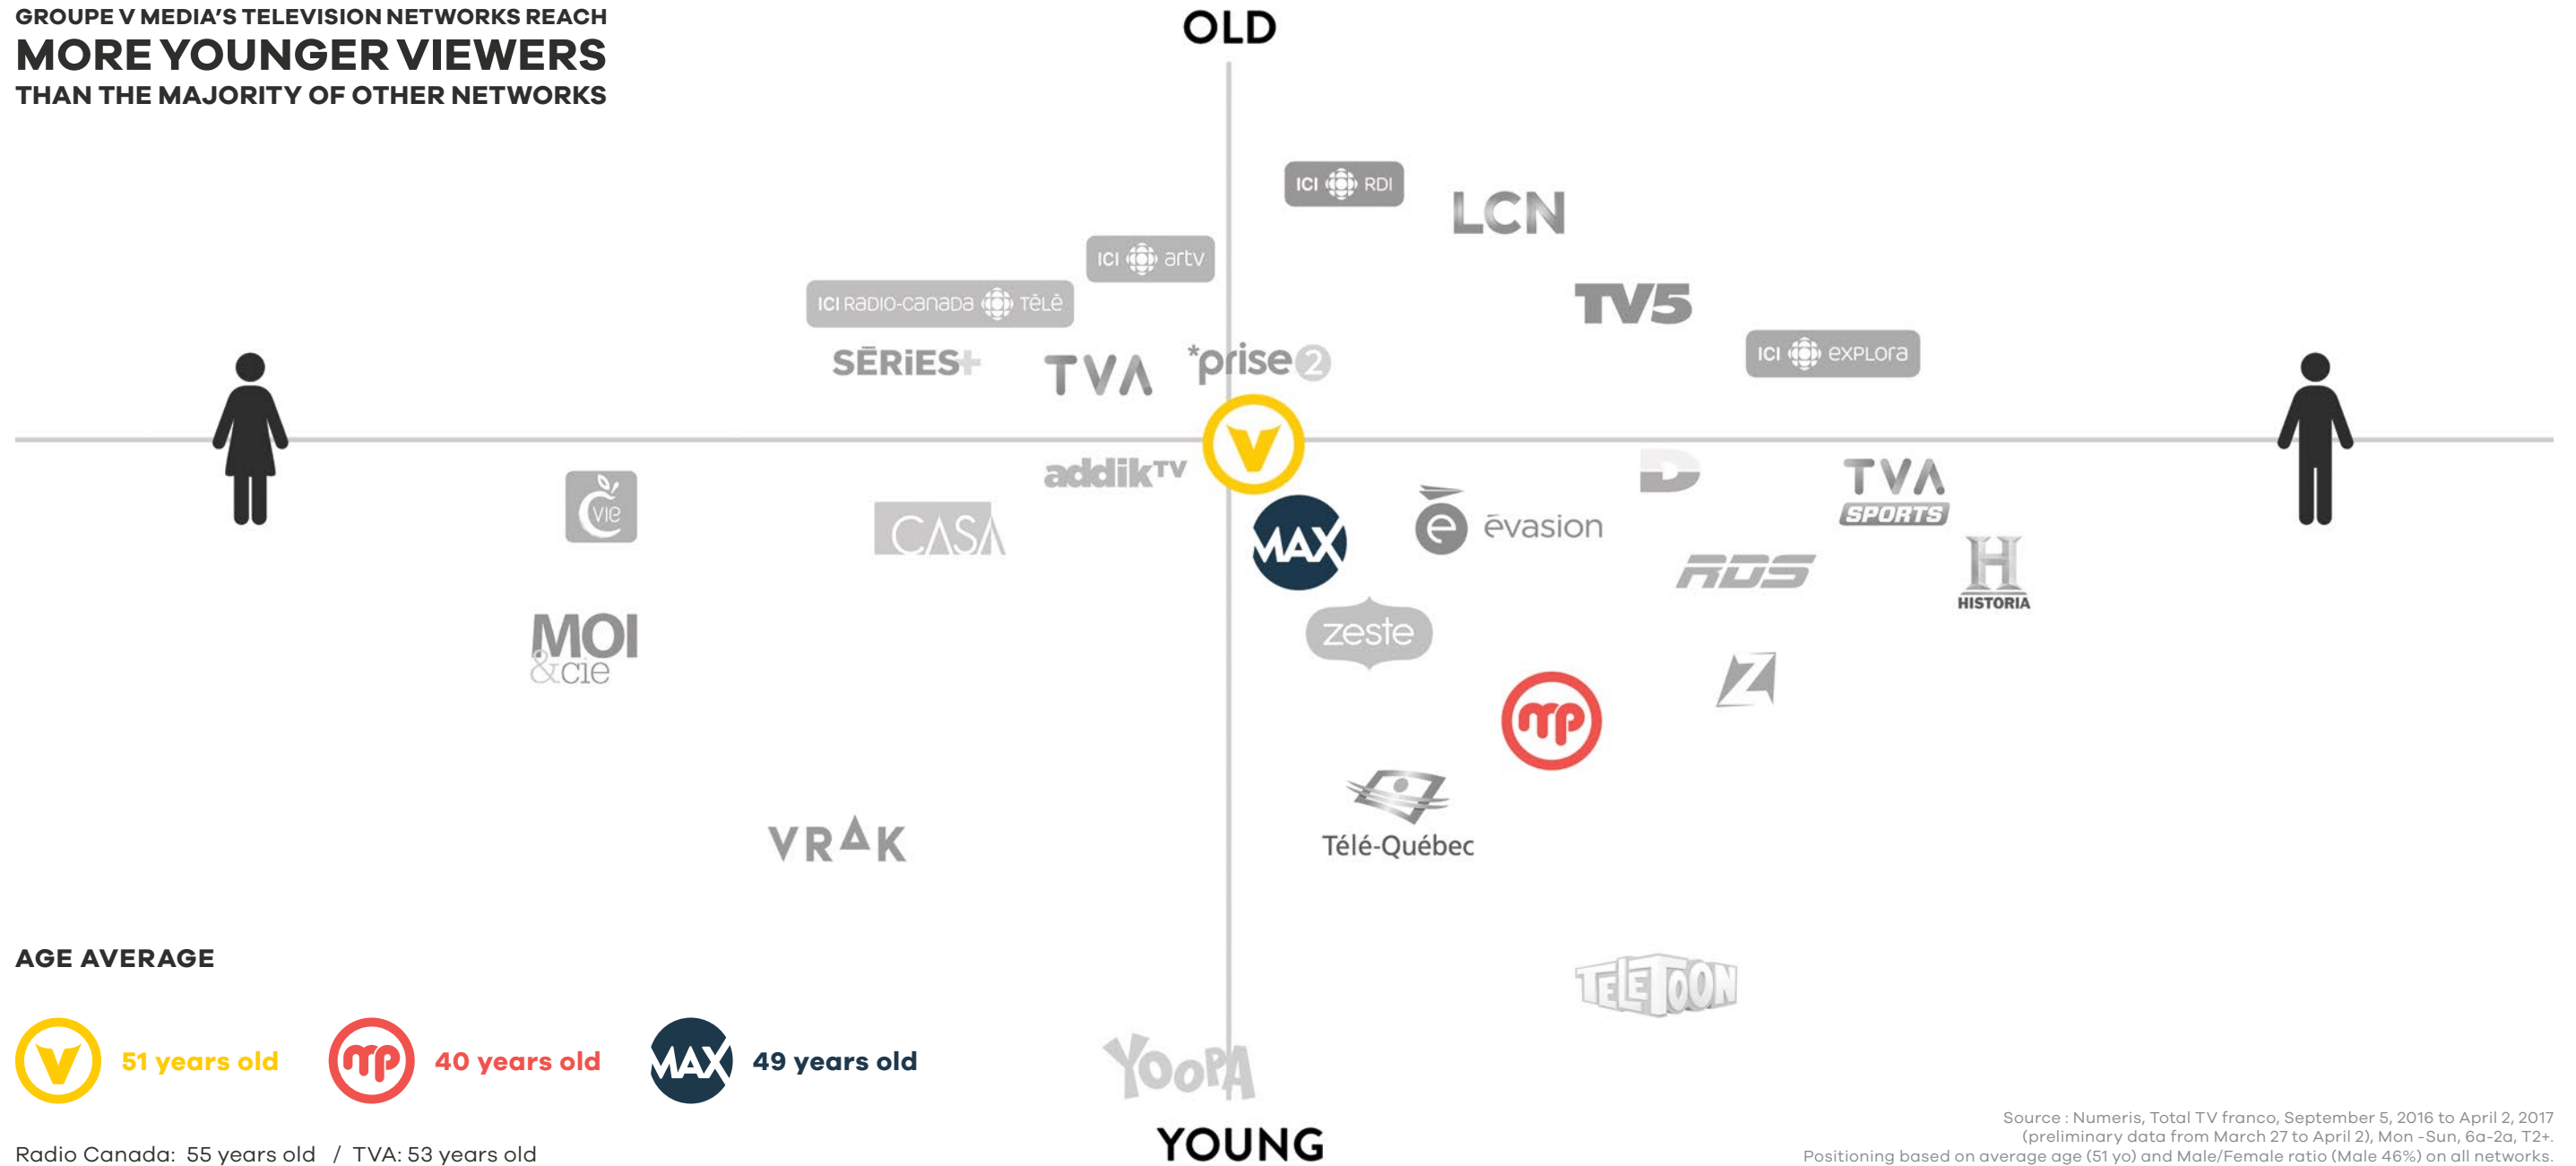 GROUPE V MEDIA'S TELEVISION NETWORKS REACH
MORE YOUNGER VIEWERS
THAN THE MAJORITY OF OTHER NETWORKS
OLD
ICI RDI
LCN
ICI artv
ICI RADIO-CANADA TÉLÉ
TV5
SÉRiES+
TVA
*prise 2
ICI EXPLORA
V
addikTV
D
TVA
SPORTS
C VIE
CASA
MAX
é évasion
RDS
H
HISTORIA
MOI
&cie
zeste
Z
mp
Télé-Québec
VRAK
TELETOON
YOOPA
YOUNG
AGE AVERAGE
V 51 years old mp 40 years old MAX 49 years old
Radio Canada: 55 years old / TVA: 53 years old
Source : Numeris, Total TV franco, September 5, 2016 to April 2, 2017
(preliminary data from March 27 to April 2), Mon -Sun, 6a-2a, T2+.
Positioning based on average age (51 yo) and Male/Female ratio (Male 46%) on all networks.